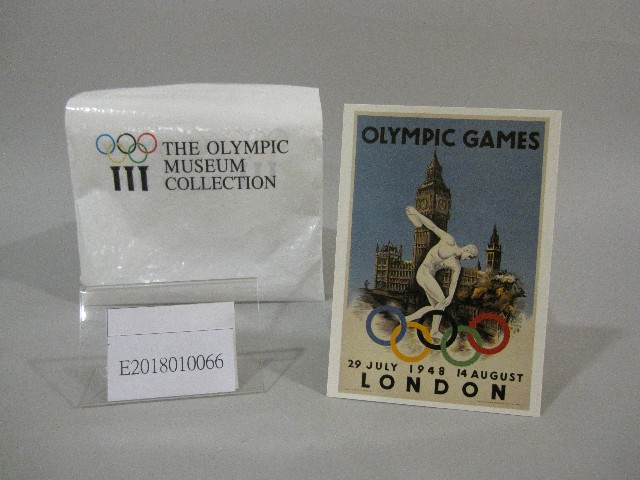 THE OLYMPIC
MUSEUM
COLLECTION
E2018010066
OLYMPIC GAMES
29 JULY 1948 14 AUGUST
LONDON